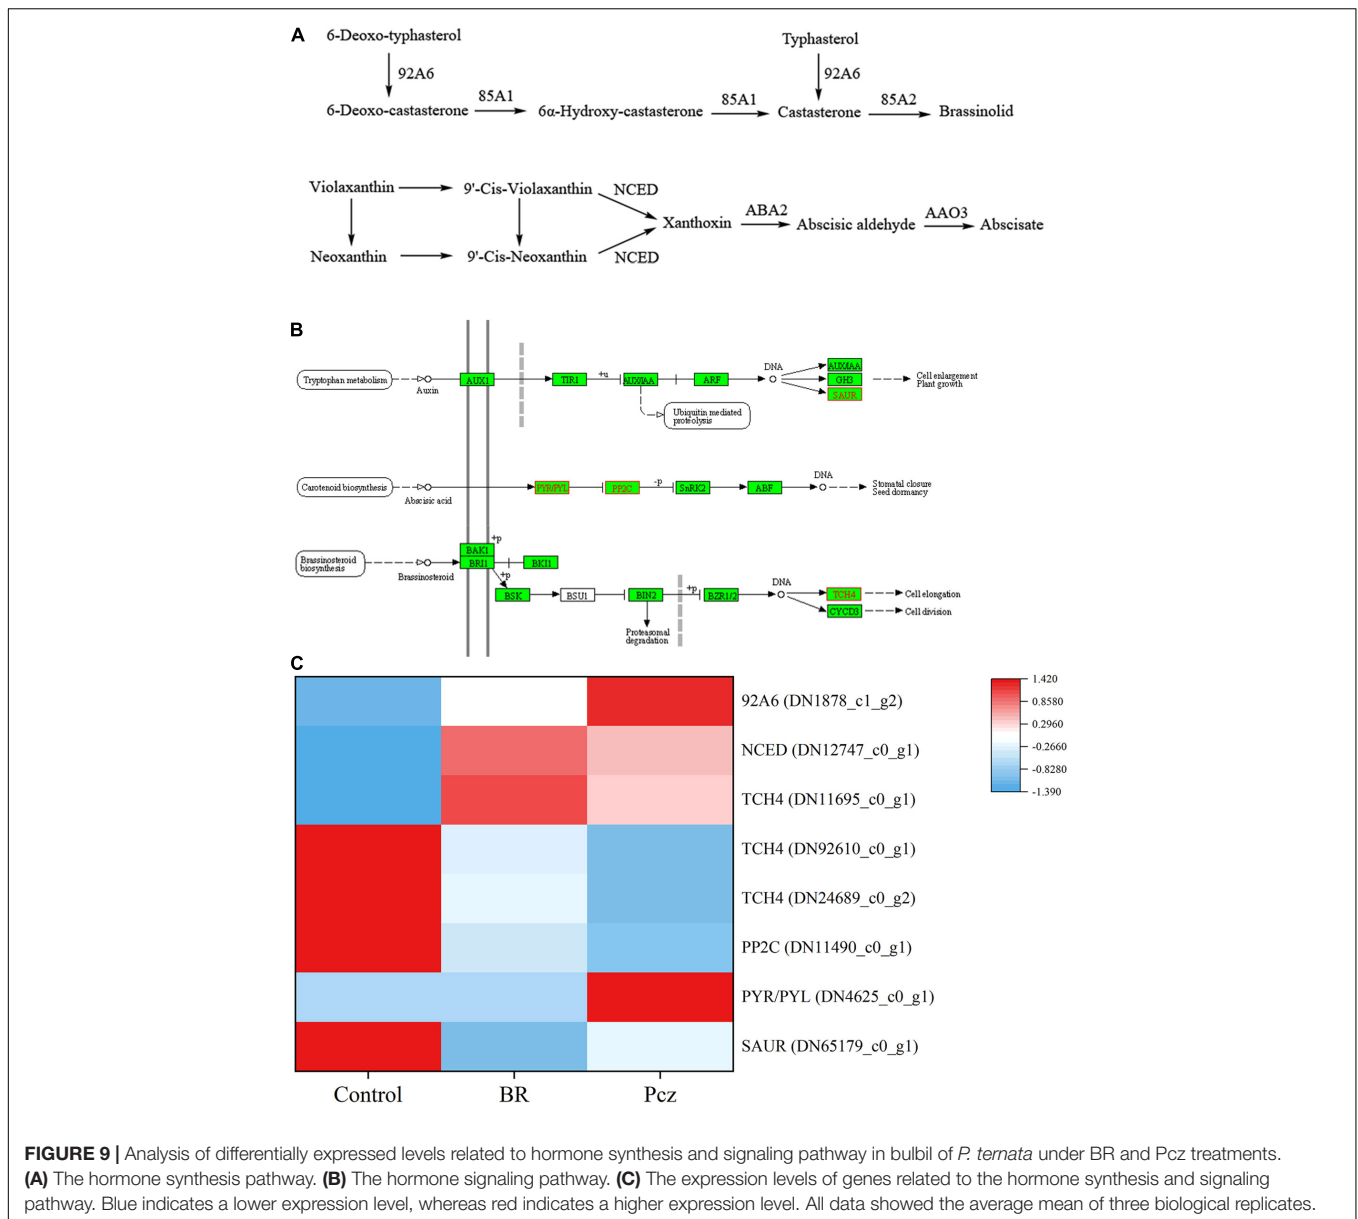 A
6-Deoxo-typhasterol
Typhasterol
92A6
92A6
6-Deoxo-castasterone
85A1
6α-Hydroxy-castasterone
85A1
Castasterone
85A2
Brassinolid
Violaxanthin
9'-Cis-Violaxanthin
NCED
Xanthoxin
ABA2
Abscisic aldehyde
AAO3
Abscisate
Neoxanthin
9'-Cis-Neoxanthin
NCED
B
Tryptophan metabolism
Auxin
AUX1
TIR1
+u
AUX/IAA
ARF
DNA
AUX/IAA
GH3
SAUR
Cell enlargement
Plant growth
Ubiquitin mediated
proteolysis
Carotenoid biosynthesis
Abscisic acid
PYR/PYL
PP2C
-p
SnRK2
ABF
DNA
Stomatal closure
Seed dormancy
Brassinosteroid
biosynthesis
Brassinosteroid
BAK1
+p
BRI1
BKI1
+p
BSK
BSU1
BIN2
+p
BZR1/2
DNA
TCH4
Cell elongation
CYCD3
Cell division
Proteasomal
degradation
C
92A6 (DN1878_c1_g2)
NCED (DN12747_c0_g1)
TCH4 (DN11695_c0_g1)
TCH4 (DN92610_c0_g1)
TCH4 (DN24689_c0_g2)
PP2C (DN11490_c0_g1)
PYR/PYL (DN4625_c0_g1)
SAUR (DN65179_c0_g1)
1.420
0.8580
0.2960
-0.2660
-0.8280
-1.390
Control
BR
Pcz
FIGURE 9 | Analysis of differentially expressed levels related to hormone synthesis and signaling pathway in bulbil of P. ternata under BR and Pcz treatments.
(A) The hormone synthesis pathway. (B) The hormone signaling pathway. (C) The expression levels of genes related to the hormone synthesis and signaling
pathway. Blue indicates a lower expression level, whereas red indicates a higher expression level. All data showed the average mean of three biological replicates.